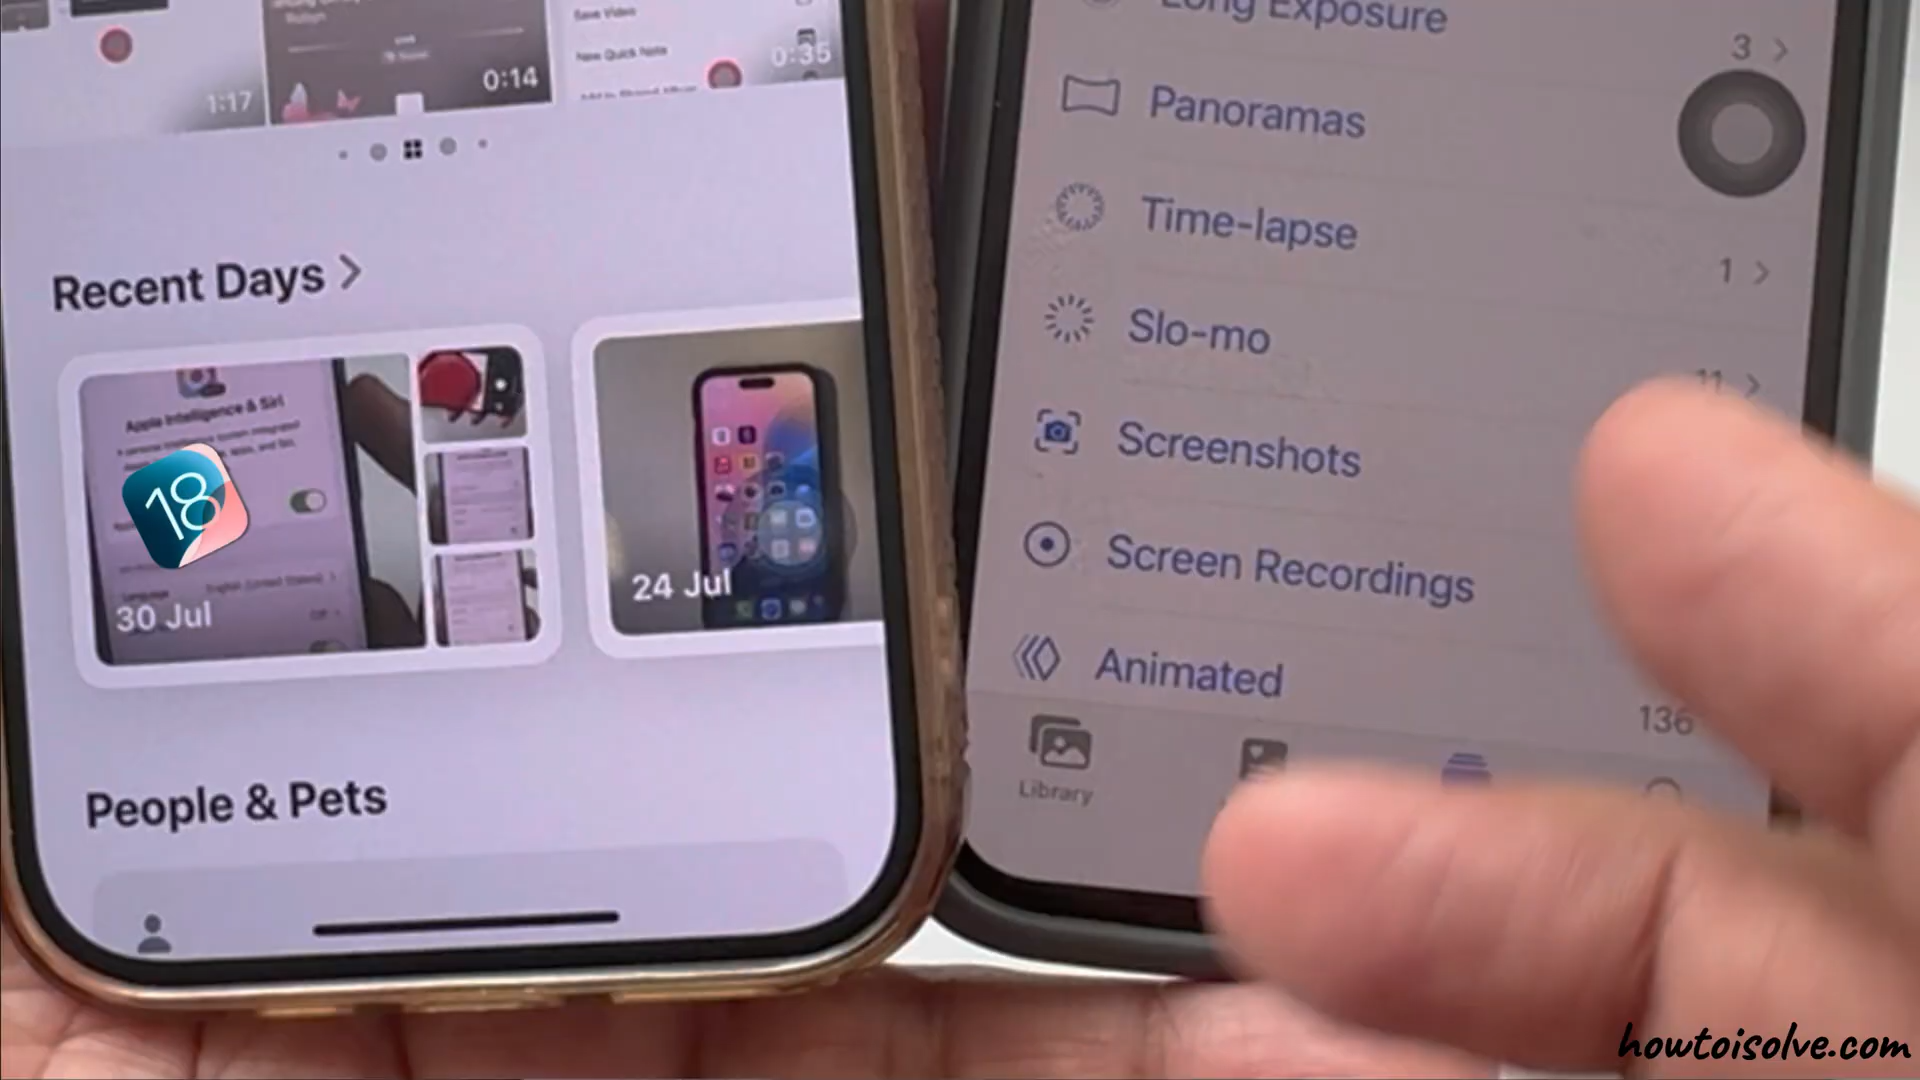 Save Video
New Quick Note
1:17
0:14
0:35
Recent Days >
Apple Intelligence & Siri
18
30 Jul
24 Jul
People & Pets
Long Exposure
3 >
Panoramas
Time-lapse
1 >
Slo-mo
11 >
Screenshots
Screen Recordings
Animated
136
Library
howtoisolve.com